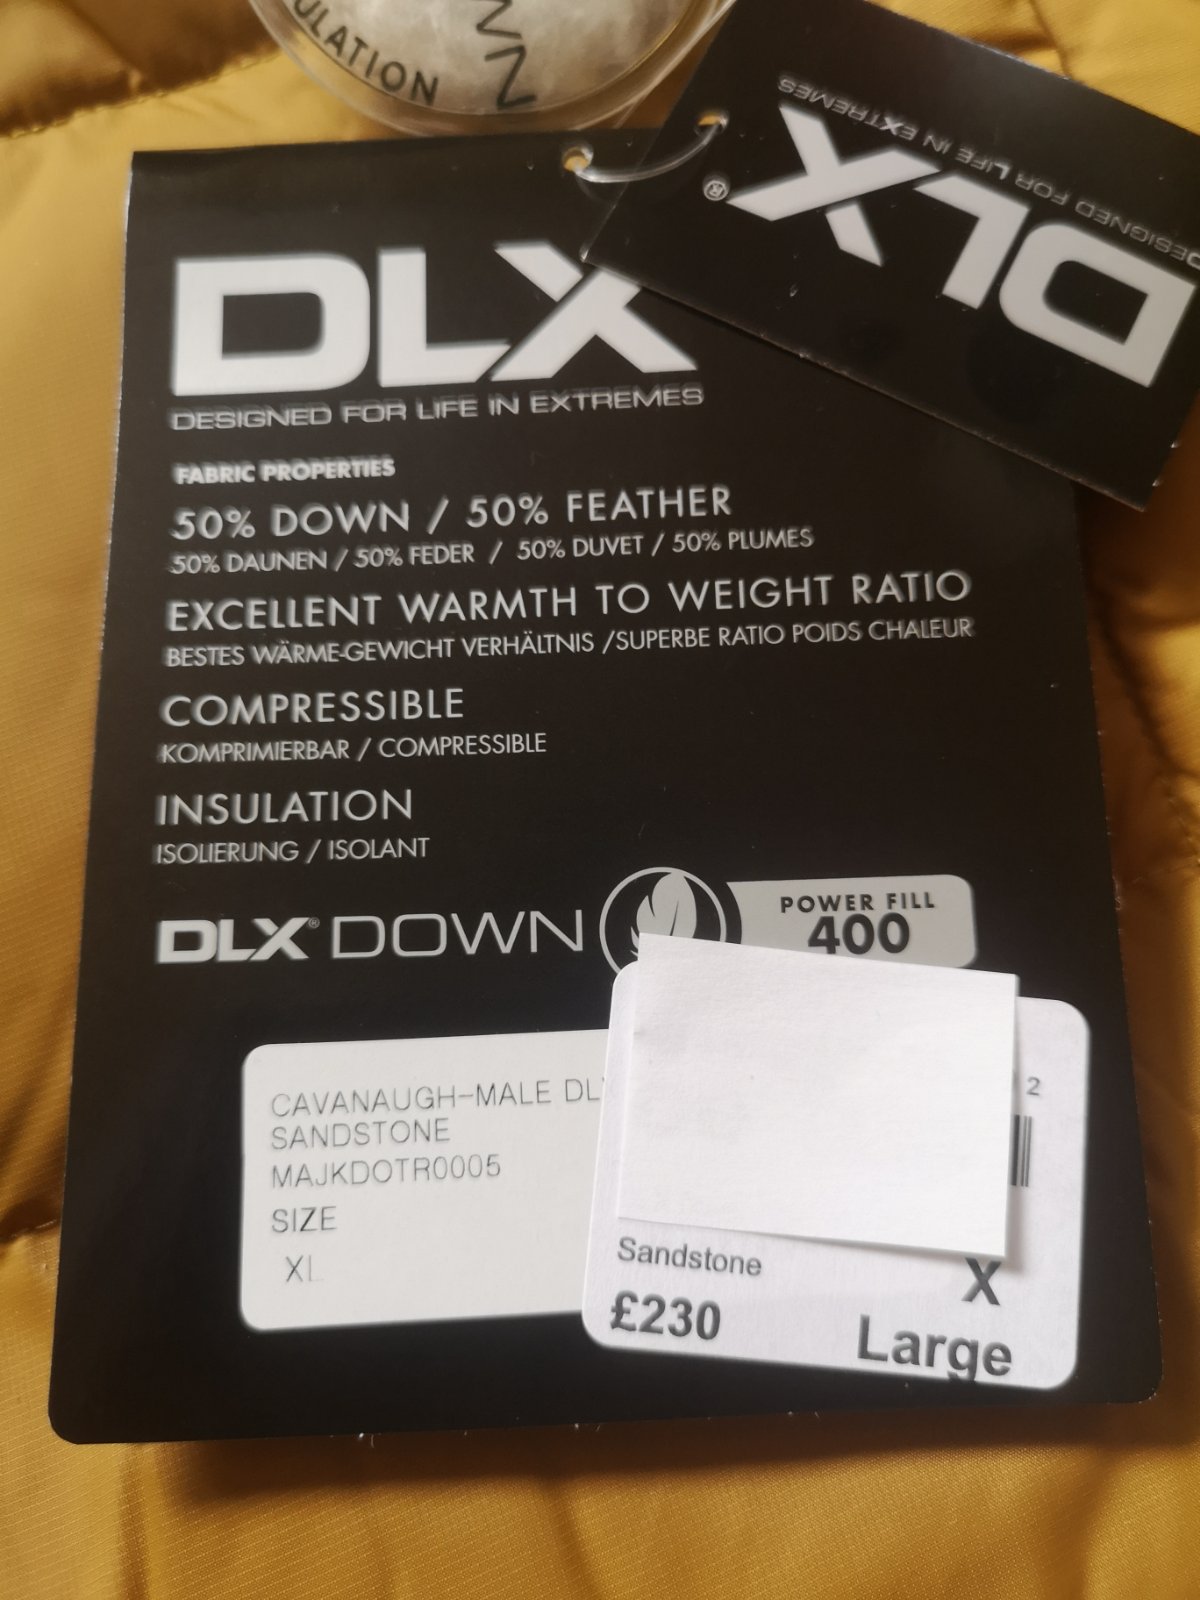 ULATION
WN
DLX
DESIGNED FOR LIFE IN EXTREMES
®
DLX
DESIGNED FOR LIFE IN EXTREMES
FABRIC PROPERTIES
50% DOWN / 50% FEATHER
50% DAUNEN / 50% FEDER / 50% DUVET / 50% PLUMES
EXCELLENT WARMTH TO WEIGHT RATIO
BESTES WÄRME-GEWICHT VERHÄLTNIS /SUPERBE RATIO POIDS CHALEUR
COMPRESSIBLE
KOMPRIMIERBAR / COMPRESSIBLE
INSULATION
ISOLIERUNG / ISOLANT
DLX® DOWN
POWER FILL
400
CAVANAUGH-MALE DL
SANDSTONE
MAJKDOTR0005
SIZE
XL
2
Sandstone
X
£230
Large